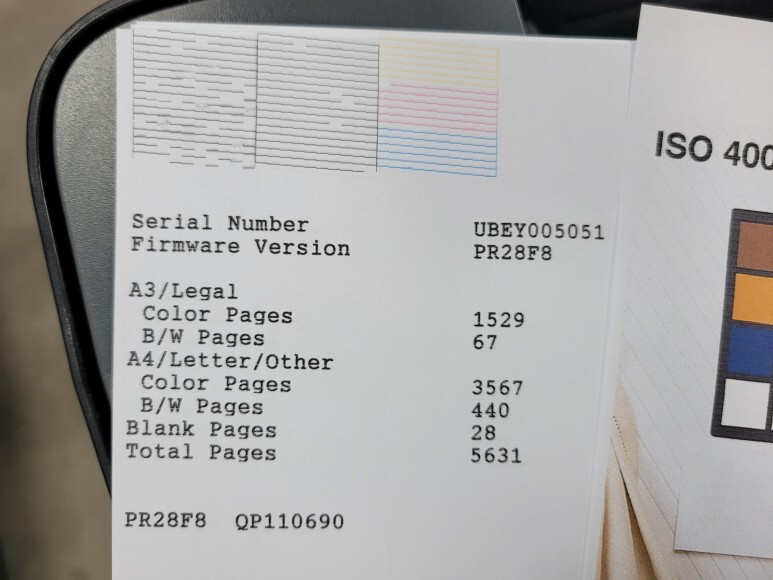 ISO 400
Serial Number UBEY005051
Firmware Version PR28F8
A3/Legal
Color Pages 1529
B/W Pages 67
A4/Letter/Other
Color Pages 3567
B/W Pages 440
Blank Pages 28
Total Pages 5631
PR28F8 QP110690